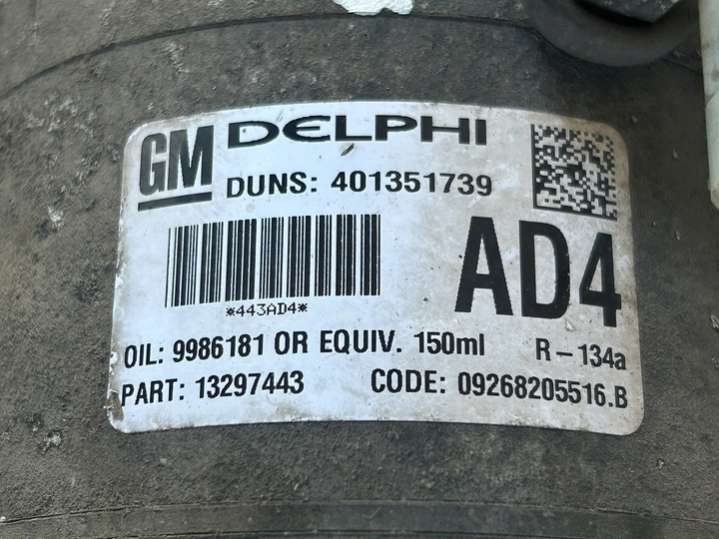 GM DELPHI
DUNS: 401351739
AD4
*443AD4*
OIL: 9986181 OR EQUIV. 150ml R-134a
PART: 13297443 CODE: 09268205516.B